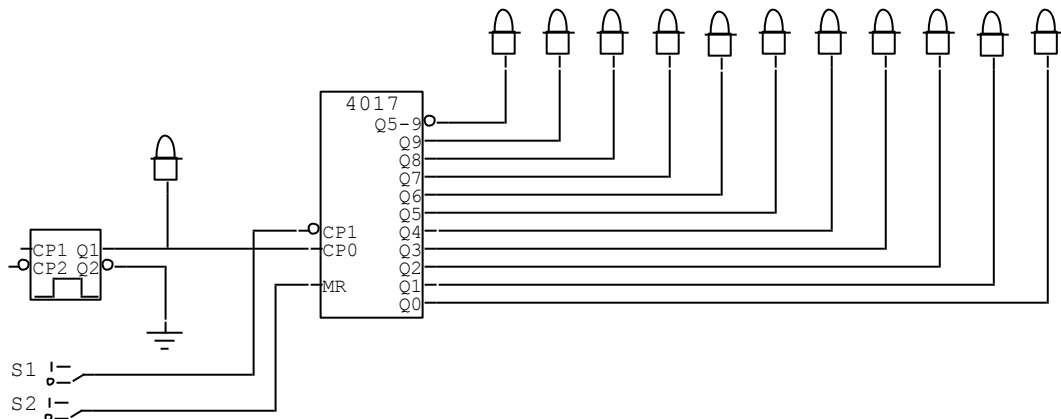 4017
Q5-9
Q9
Q8
Q7
Q6
Q5
CP1 Q4
CP0 Q3
Q2
MR Q1
Q0
CP1 Q1
CP2 Q2
S1
S2